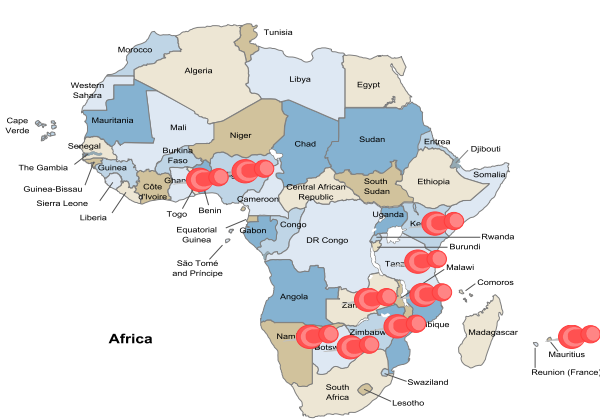 Tunisia
Morocco
Algeria
Libya
Egypt
Western
Sahara
Cape
Verde
Mauritania
Mali
Niger
Chad
Sudan
Eritrea
Djibouti
Senegal
The Gambia
Guinea-Bissau
Guinea
Sierra Leone
Liberia
Burkina
Faso
Côte
d'Ivoire
Togo
Benin
Cameroon
Central African
Republic
South
Sudan
Ethiopia
Somalia
Equatorial
Guinea
São Tomé
and Príncipe
Gabon
Congo
DR Congo
Uganda
Rwanda
Burundi
Malawi
Comoros
Angola
Africa
Madagascar
Mauritius
Reunion (France)
South
Africa
Swaziland
Lesotho